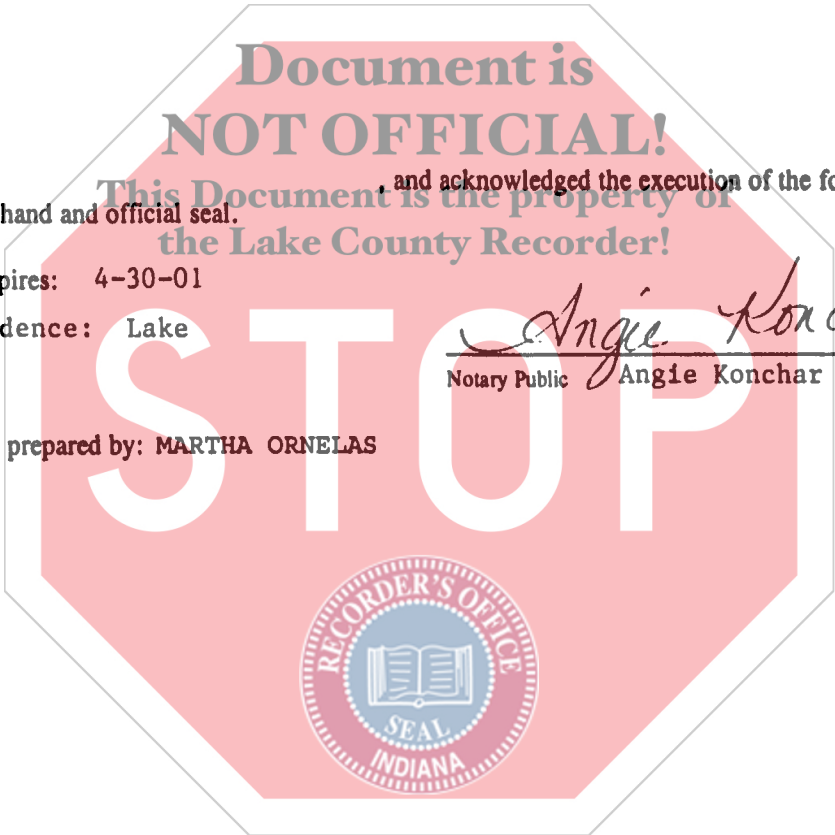 Document is
NOT OFFICIAL!
This Document is the property of
the Lake County Recorder!
, and acknowledged the execution of the fo
hand and official seal.
pires: 4-30-01
dence: Lake
Angie Konc
Notary Public Angie Konchar
prepared by: MARTHA ORNELAS
STOP
RECORDER'S OFFICE
SEAL
INDIANA